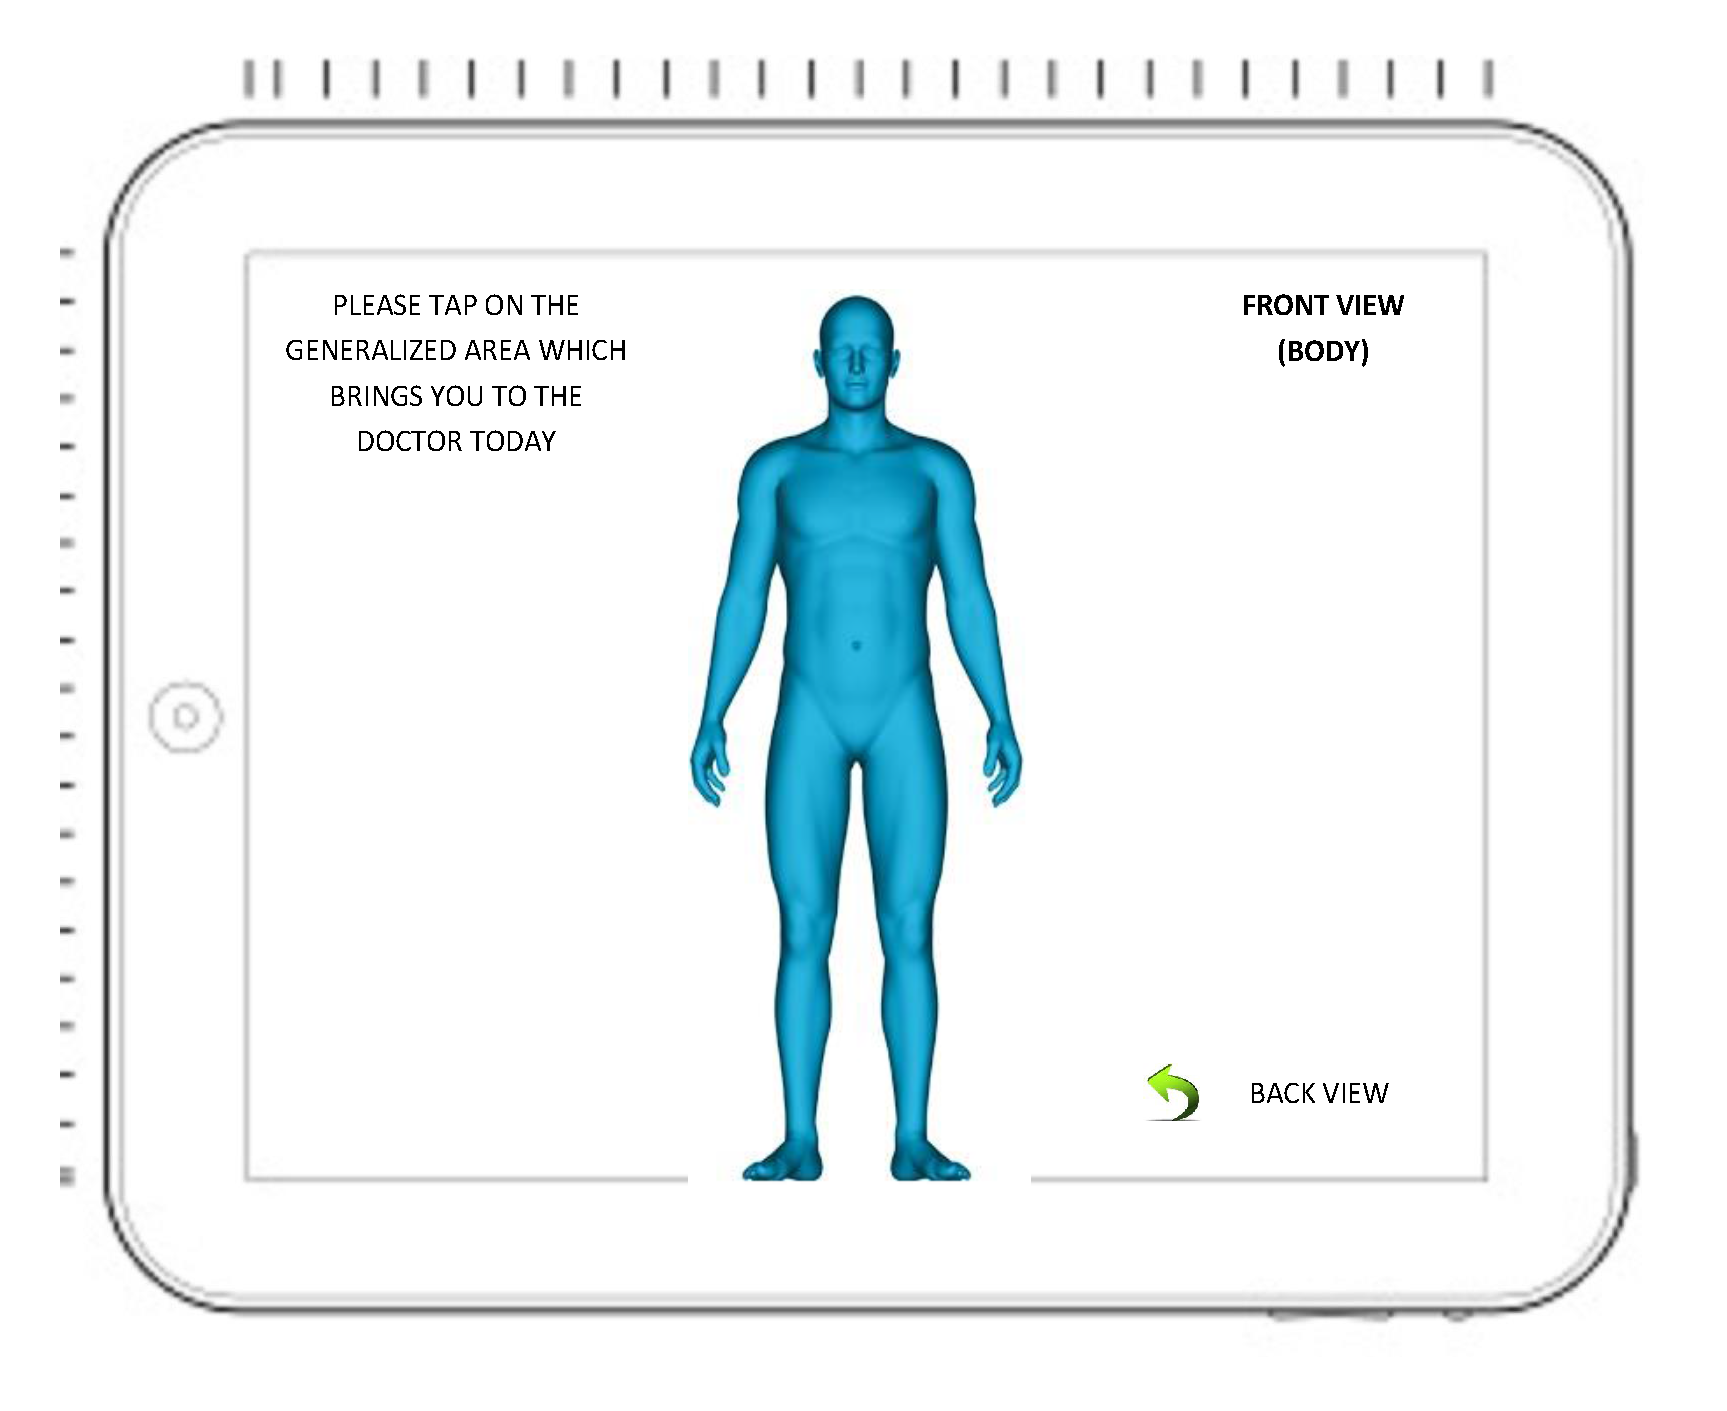 PLEASE TAP ON THE
GENERALIZED AREA WHICH
BRINGS YOU TO THE
DOCTOR TODAY
FRONT VIEW
(BODY)
BACK VIEW